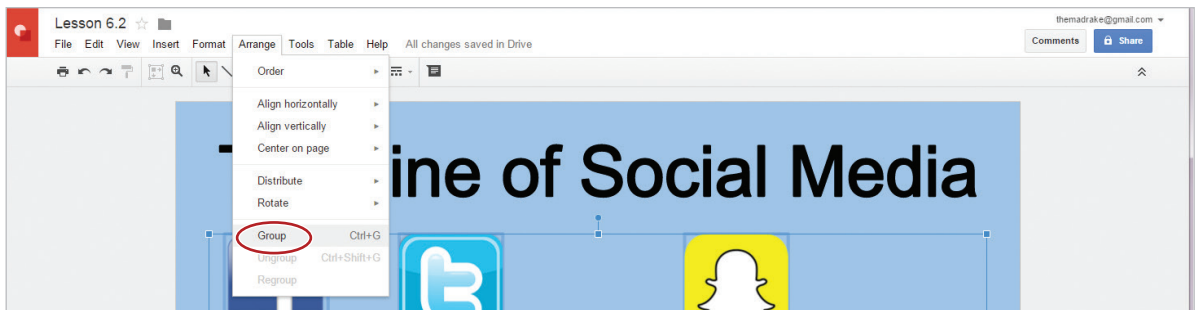 Lesson 6.2
themadrake@gmail.com
File Edit View Insert Format Arrange Tools Table Help All changes saved in Drive
Comments Share
Order
Align horizontally
Align vertically
Center on page
Distribute
Rotate
Group Ctrl+G
Ungroup Ctrl+Shift+G
Regroup
T ine of Social Media